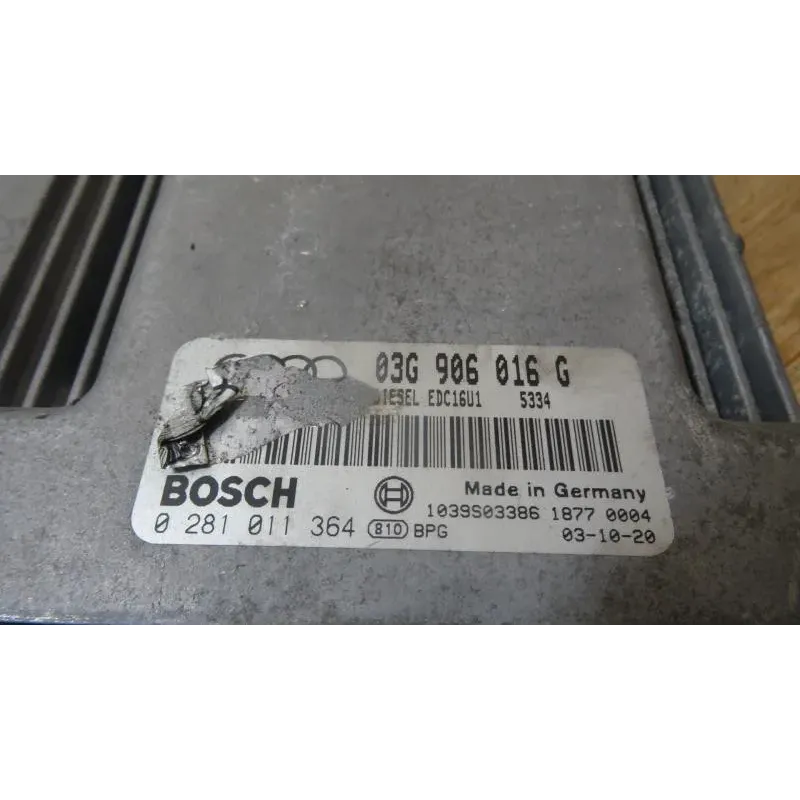 03G 906 016 G
DIESEL EDC16U1 5334
BOSCH Made in Germany
1039S03386 1877 0004
0 281 011 364 810 BPG 03-10-20